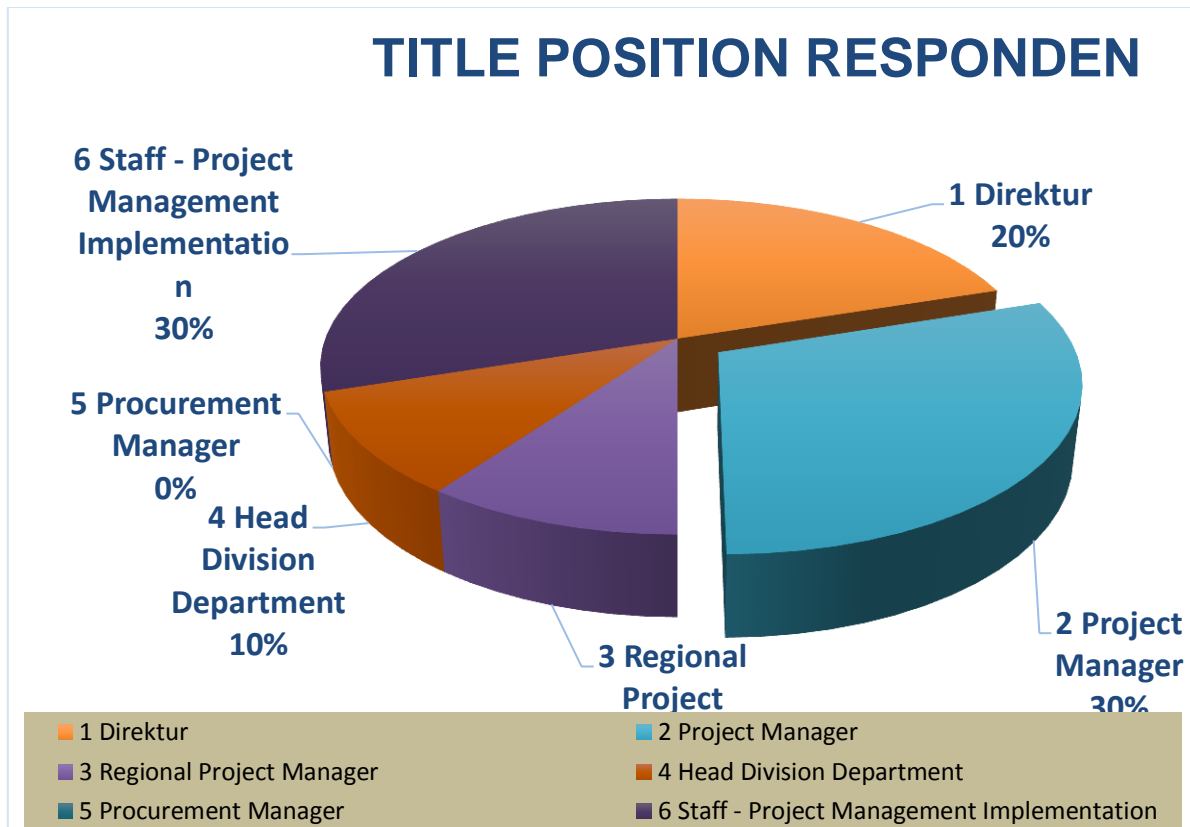 TITLE POSITION RESPONDEN
6 Staff - Project
Management
Implementatio
n
30%
1 Direktur
20%
5 Procurement
Manager
0%
4 Head
Division
Department
10%
3 Regional
Project
2 Project
Manager
30%
1 Direktur
2 Project Manager
3 Regional Project Manager
4 Head Division Department
5 Procurement Manager
6 Staff - Project Management Implementation